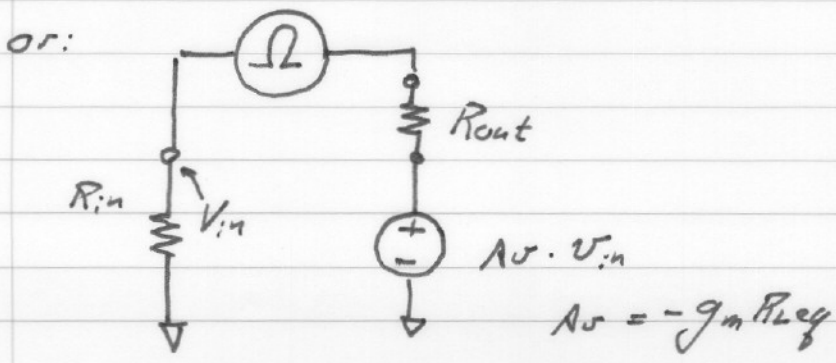 or:
Ω
Rout
Rin
Vin
+
-
Av · vin
Av = -gm RLeq